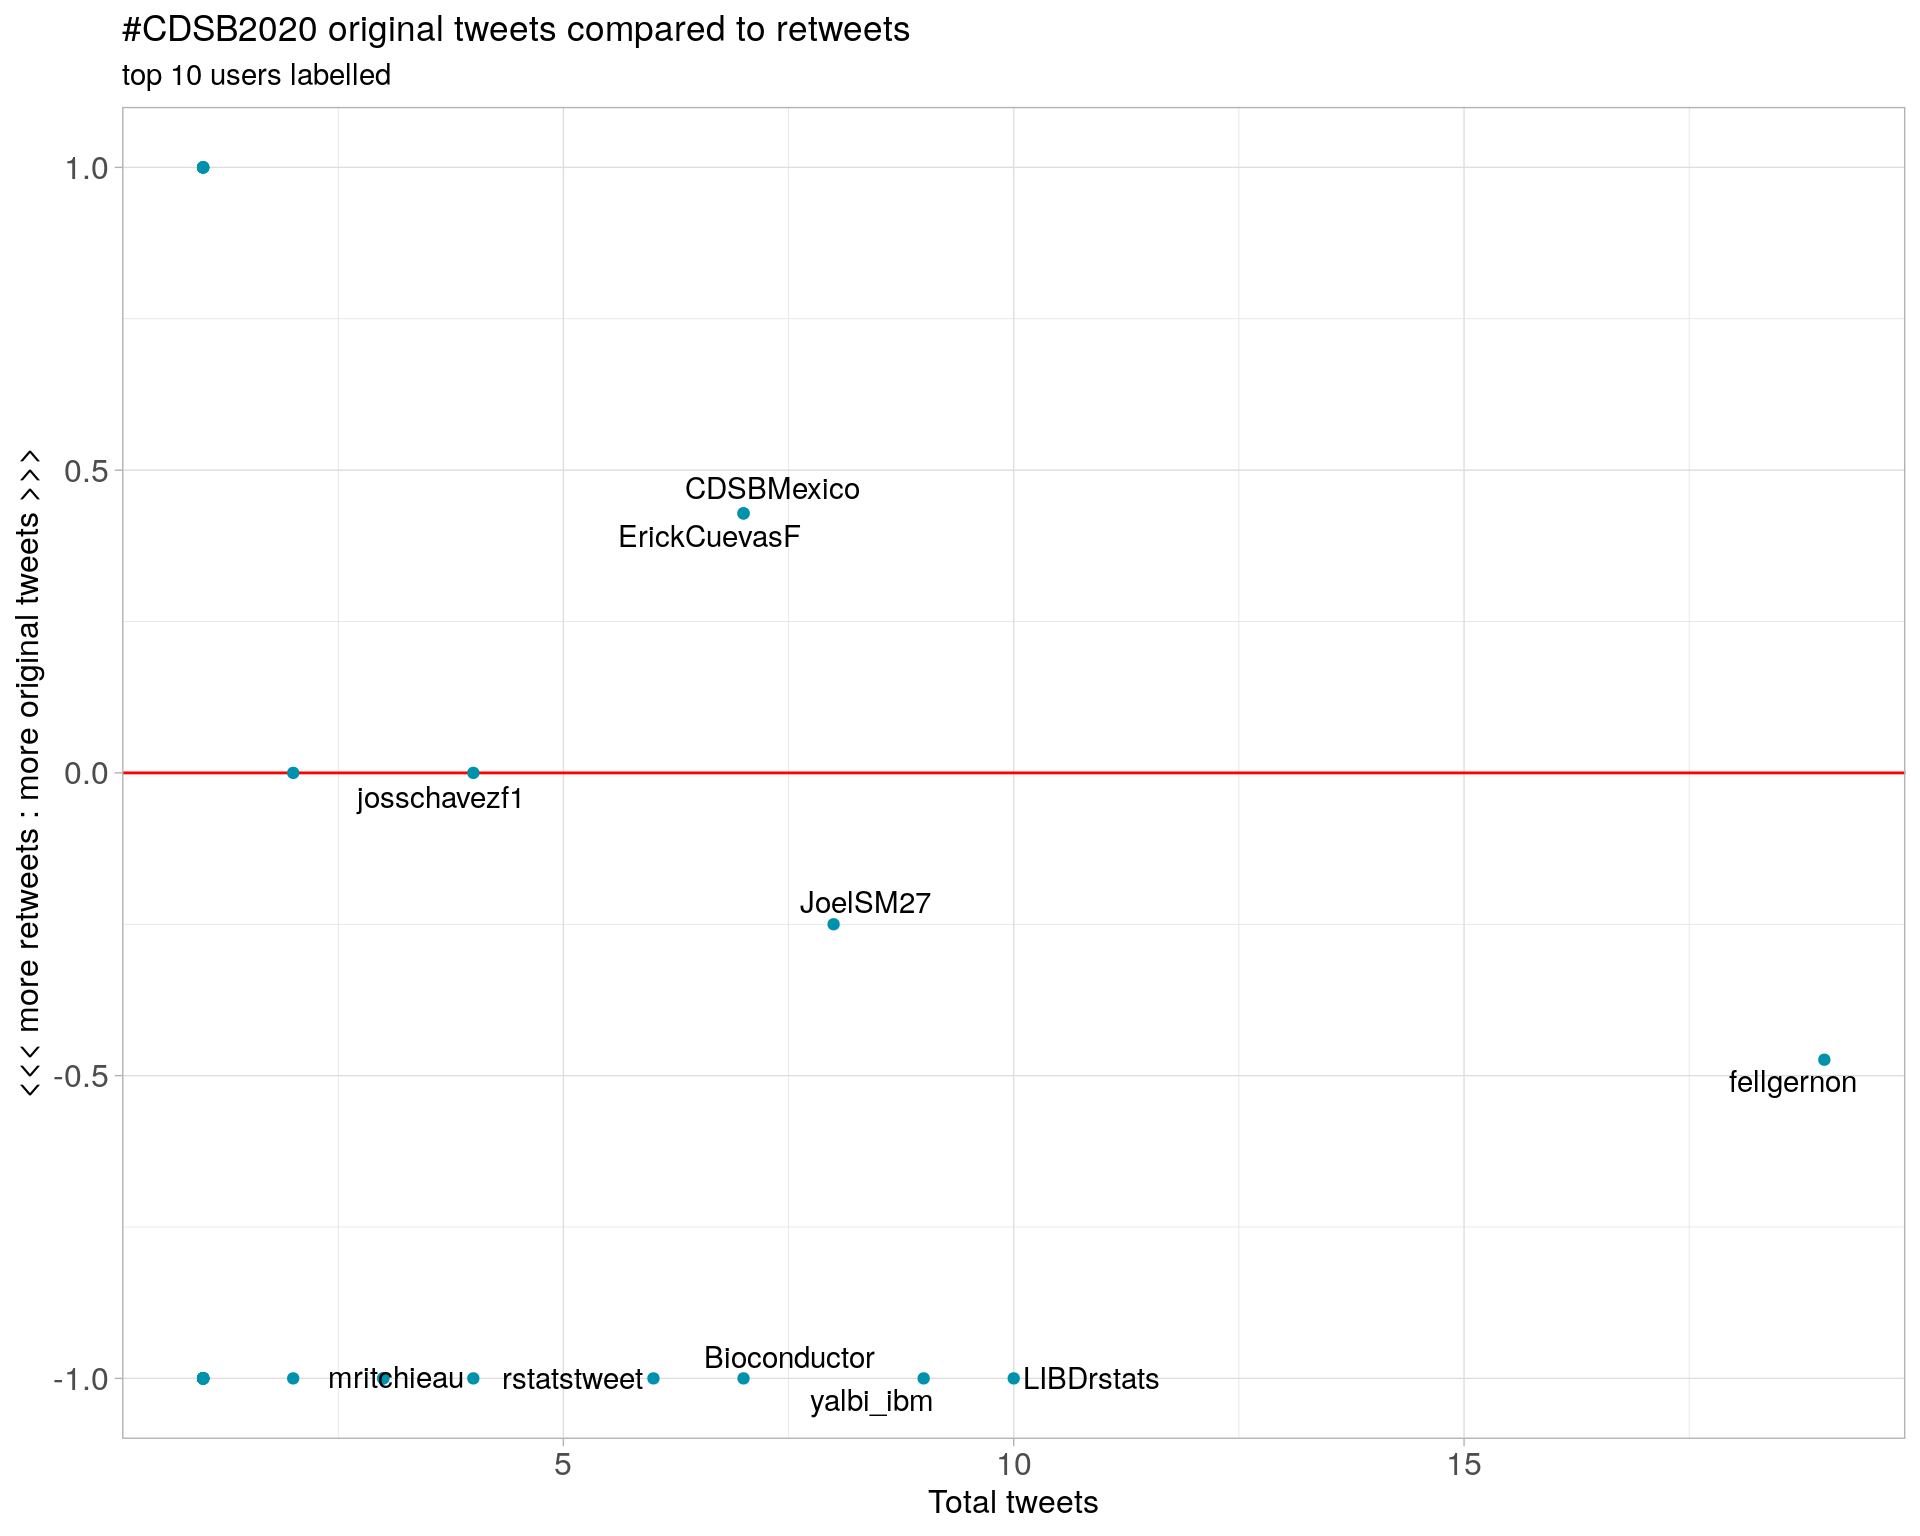 #CDSB2020 original tweets compared to retweets
top 10 users labelled
<<< more retweets : more original tweets >>>
1.0
0.5
0.0
-0.5
-1.0
CDSBMexico
ErickCuevasF
josschavezf1
JoelSM27
fellgernon
Bioconductor
mritchieau
rstatstweet
LIBDrstats
yalbi_ibm
5
10
15
Total tweets